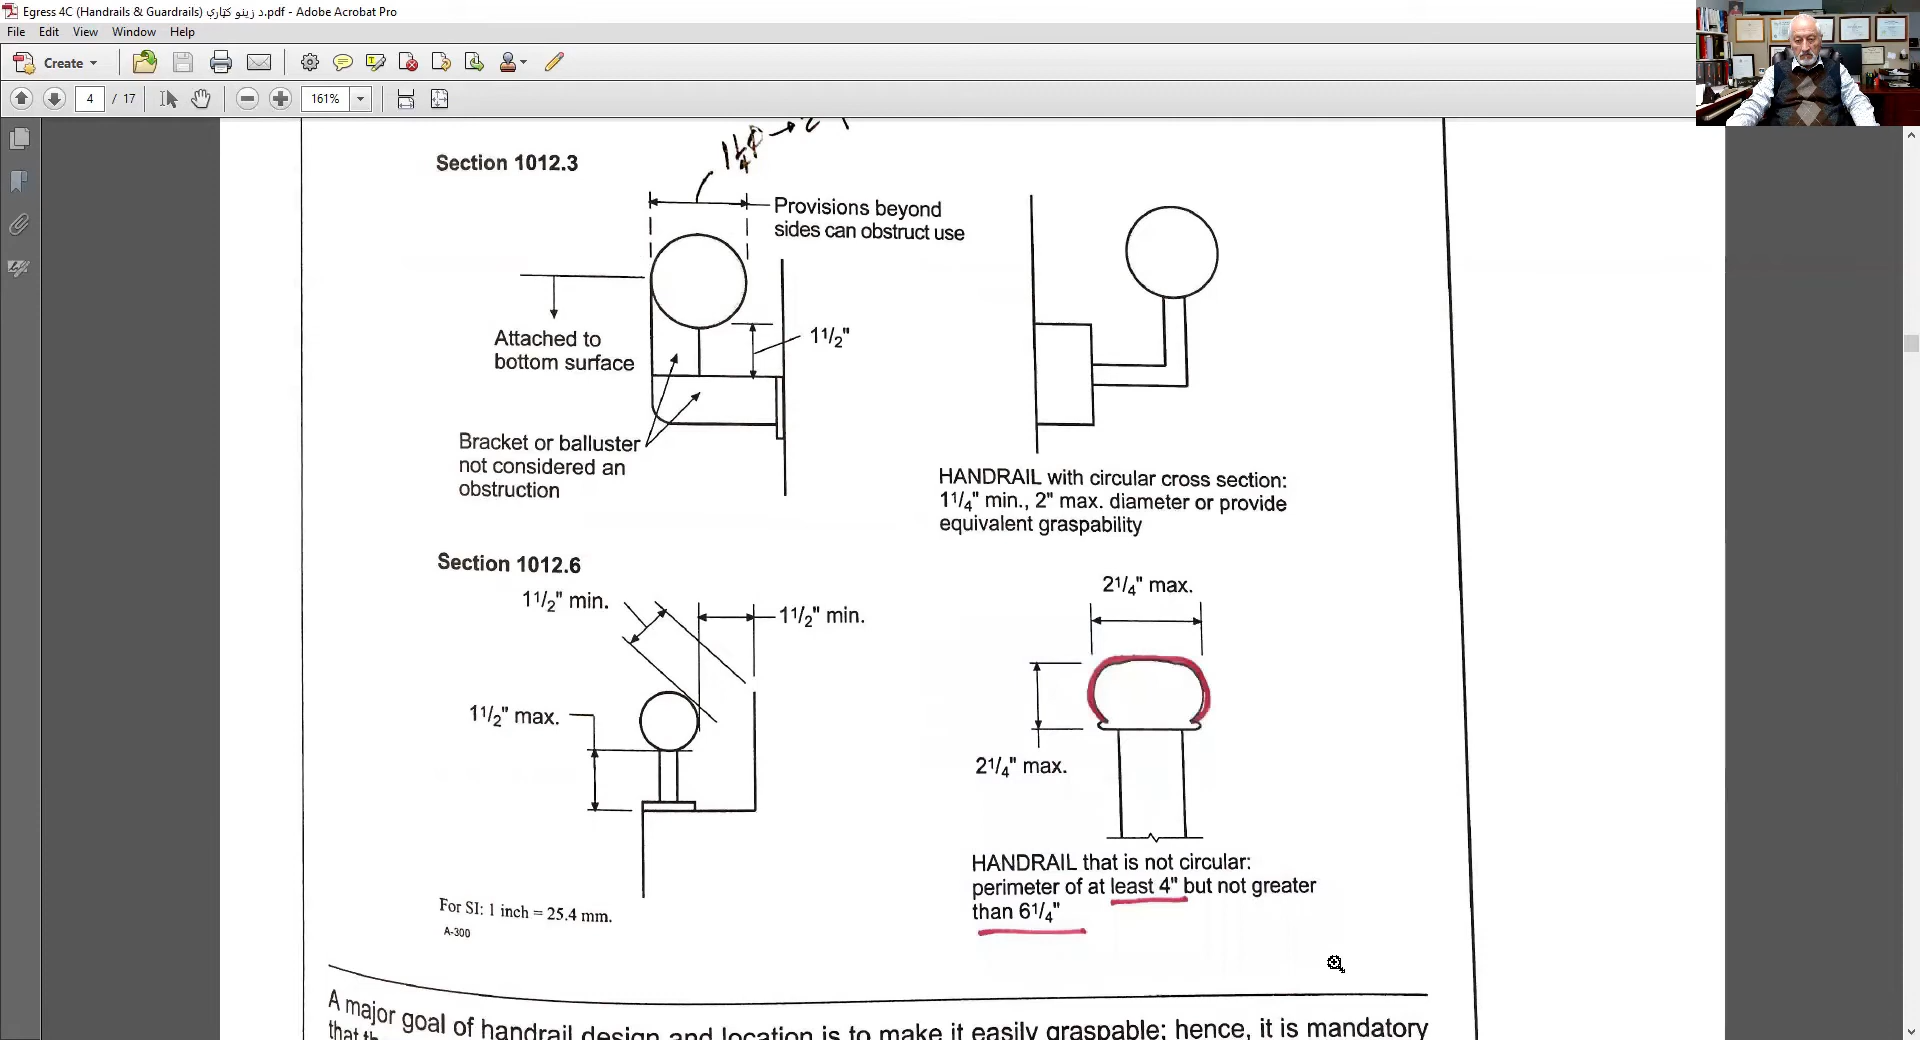 Egress 4C (Handrails & Guardrails) د زينو کټارې.pdf - Adobe Acrobat Pro
File Edit View Window Help
Create
4 / 17
161%
Section 1012.3
1 1/4"
Provisions beyond
sides can obstruct use
Attached to
bottom surface
1 1/2"
Bracket or balluster
not considered an
obstruction
HANDRAIL with circular cross section:
1 1/4" min., 2" max. diameter or provide
equivalent graspability
Section 1012.6
1 1/2" min.
1 1/2" min.
1 1/2" max.
2 1/4" max.
2 1/4" max.
HANDRAIL that is not circular:
perimeter of at least 4" but not greater
than 6 1/4"
For SI: 1 inch = 25.4 mm.
A-300
A major goal of handrail design and location is to make it easily graspable; hence, it is mandatory